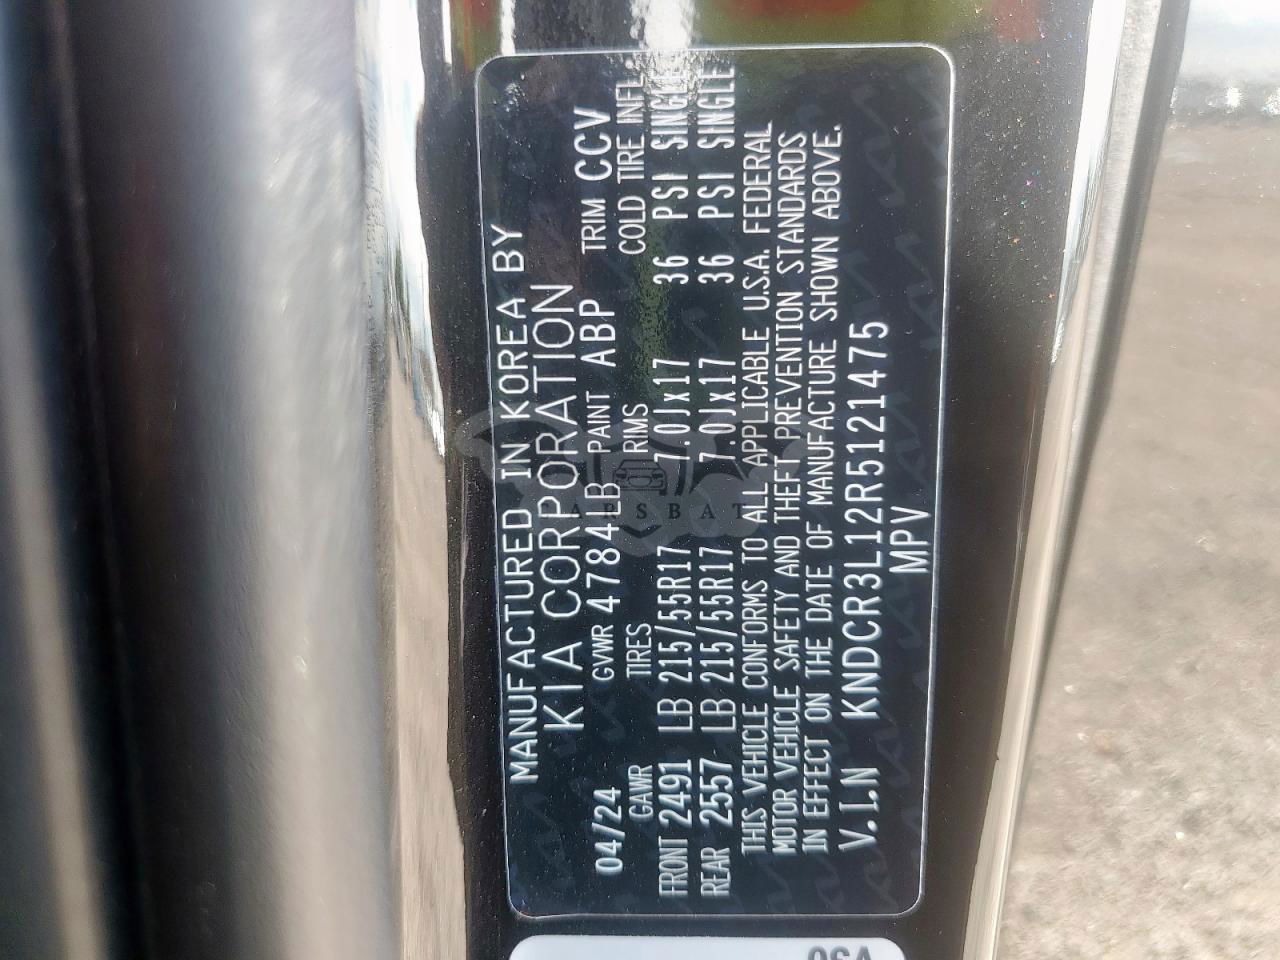 MANUFACTURED IN KOREA BY
KIA CORPORATION
04/24 GVWR 4784LB PAINT ABP TRIM CCV
GAWR TIRES RIMS COLD TIRE INFL.
FRONT 2491 LB 215/55R17 7.0Jx17 36 PSI SINGLE
REAR 2557 LB 215/55R17 7.0Jx17 36 PSI SINGLE
THIS VEHICLE CONFORMS TO ALL APPLICABLE U.S.A. FEDERAL
MOTOR VEHICLE SAFETY AND THEFT PREVENTION STANDARDS
IN EFFECT ON THE DATE OF MANUFACTURE SHOWN ABOVE.
V.I.N KNDCR3L12R5121475
MPV
CARSBAT